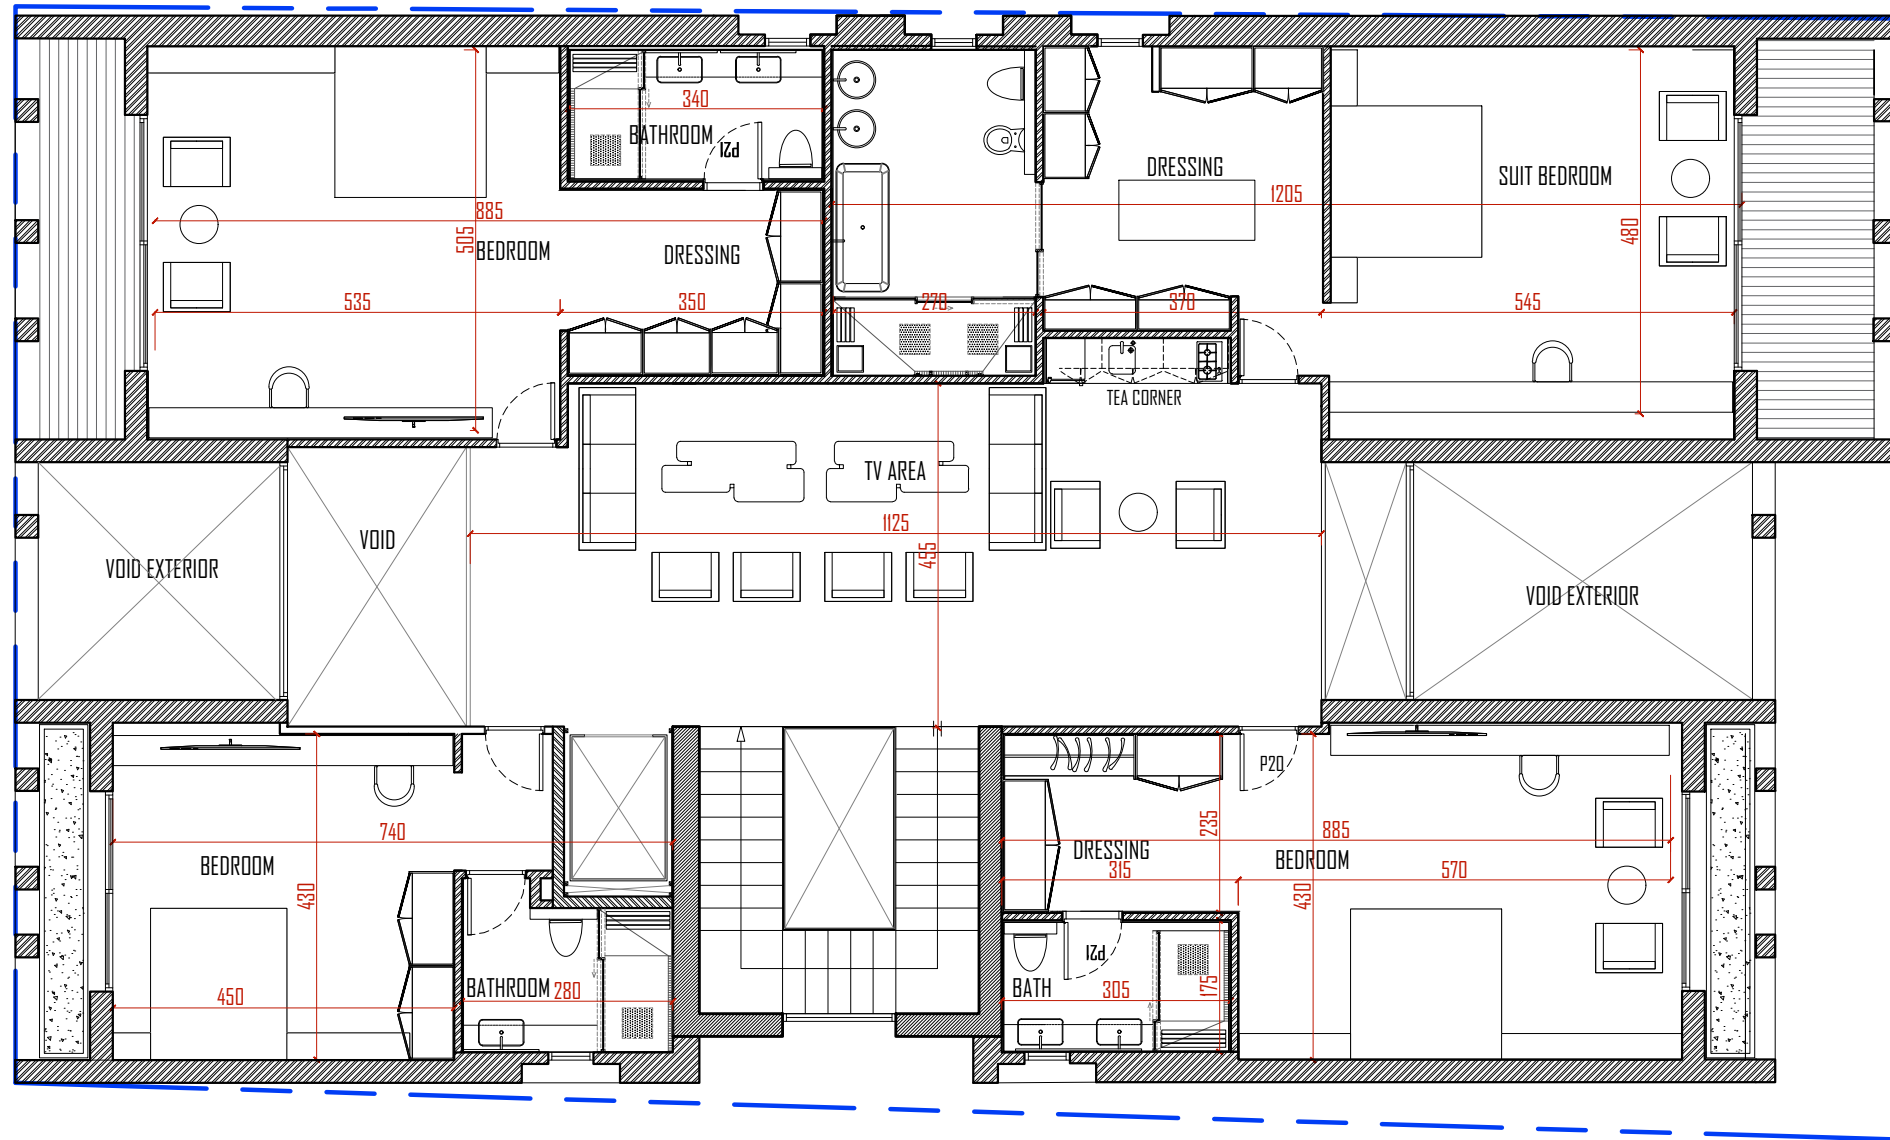 340
BATHROOM
P21
DRESSING
SUIT BEDROOM
1205
885
505
480
BEDROOM
DRESSING
535
350
270
370
545
TEA CORNER
TV AREA
1125
455
VOID
VOID EXTERIOR
VOID EXTERIOR
P20
740
235
885
BEDROOM
DRESSING
BEDROOM
315
570
430
430
P21
BATHROOM
280
BATH
305
175
450